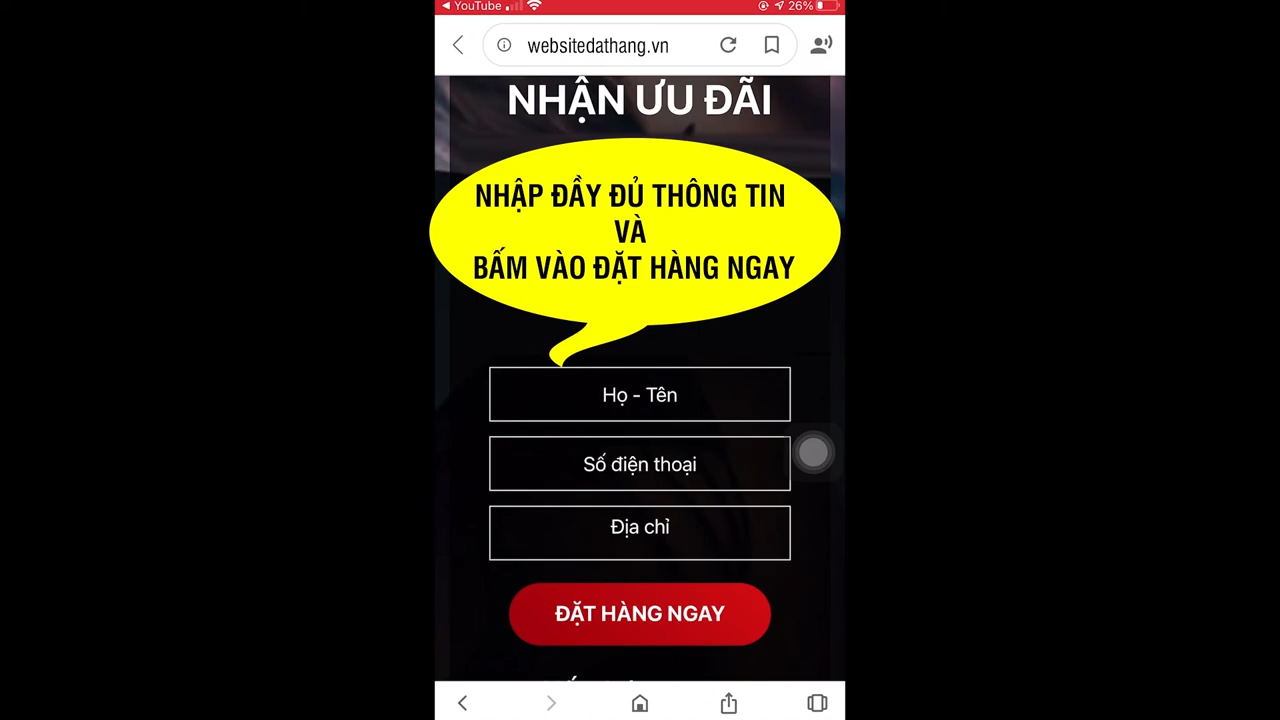 YouTube
26%
websitedathang.vn
NHẬN ƯU ĐÃI
NHẬP ĐẦY ĐỦ THÔNG TIN
VÀ
BẤM VÀO ĐẶT HÀNG NGAY
Họ - Tên
Số điện thoại
Địa chỉ
ĐẶT HÀNG NGAY